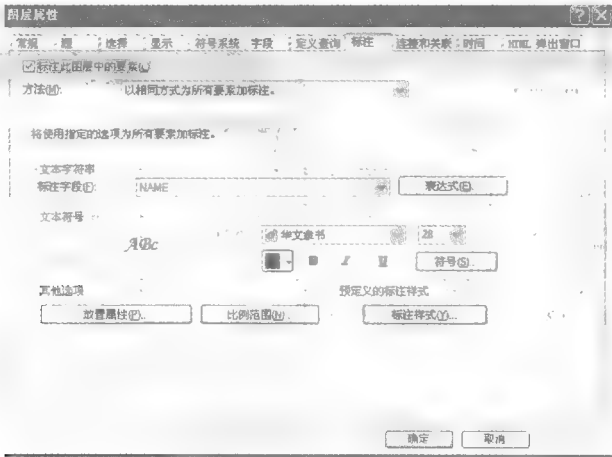 图层属性
常规 源 选择 显示 符号系统 字段 定义查询 标注 连接和关联 时间 HTML 弹出窗口
标注此图层中的要素(L)
方法(M): 以相同方式为所有要素加标注。
将使用指定的选项为所有要素加标注。
文本字符串
标注字段(F): NAME 表达式(E)
文本符号
ABc 华文隶书 28
B I U 符号(S)
其他选项 预定义的标注样式
放置属性(P).. 比例范围(N). 标注样式(Y)...
确定 取消